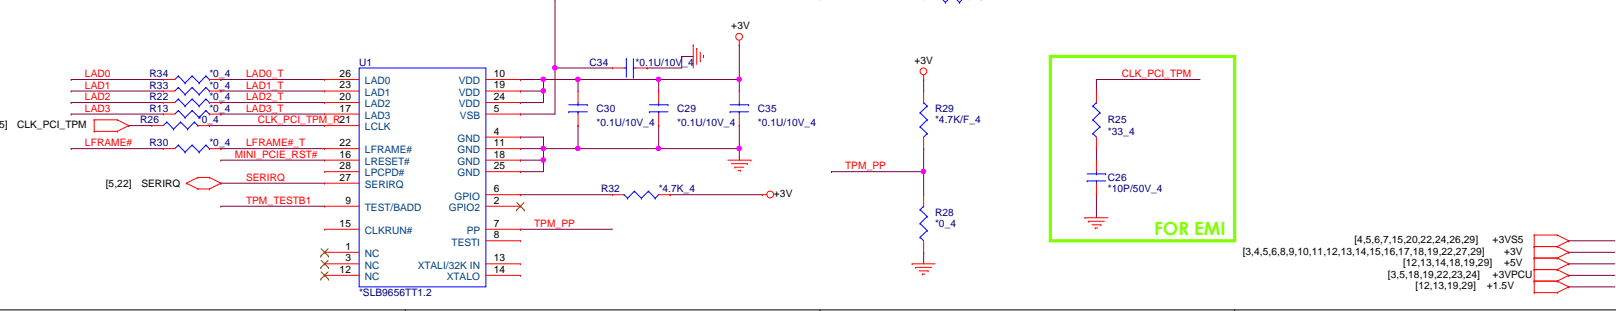 +3V
U1
C34 *0.1U/10V_4
+3V
CLK_PCI_TPM
LAD0 R34 *0_4 LAD0_T 26 LAD0 VDD 10
LAD1 R33 *0_4 LAD1_T 23 LAD1 VDD 19
LAD2 R22 *0_4 LAD2_T 20 LAD2 VDD 24
LAD3 R13 *0_4 LAD3_T 17 LAD3 VSB 5
CLK_PCI_TPM R26 *0_4 CLK_PCI_TPM_R 21 LCLK
C30 *0.1U/10V_4
C29 *0.1U/10V_4
C35 *0.1U/10V_4
R29
*4.7K/F_4
R25
*33_4
GND 4
LFRAME# R30 *0_4 LFRAME#_T 22 LFRAME# GND 11
MINI_PCIE_RST# 16 LRESET# GND 18
28 LPCPD# GND 25
[5,22] SERIRQ SERIRQ 27 SERIRQ
TPM_PP
C26
*10P/50V_4
GPIO 6 R32 *4.7K_4 +3V
TPM_TESTB1 9 TEST/BADD GPIO2 2
R28
*0_4
15 CLKRUN# PP 7 TPM_PP
TESTI 8
FOR EMI
1 NC
3 NC XTALI/32K IN 13
12 NC XTALO 14
*SLB9656TT1.2
[4,5,6,7,15,20,22,24,26,29] +3VS5
[3,4,5,6,8,9,10,11,12,13,14,15,16,17,18,19,22,27,29] +3V
[12,13,14,18,19,29] +5V
[3,5,18,19,22,23,24] +3VPCU
[12,13,19,29] +1.5V